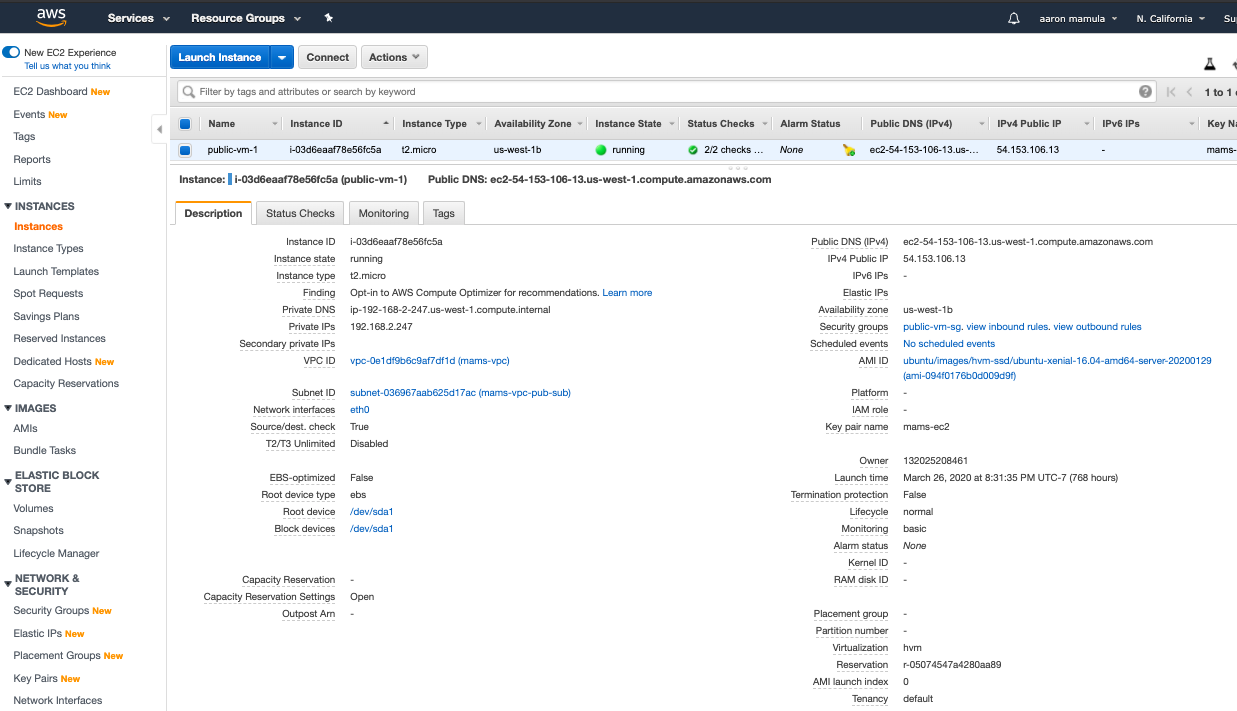 aws Services Resource Groups aaron mamula N. California Su
New EC2 Experience
Tell us what you think
EC2 Dashboard New
Events New
Tags
Reports
Limits
INSTANCES
Instances
Instance Types
Launch Templates
Spot Requests
Savings Plans
Reserved Instances
Dedicated Hosts New
Capacity Reservations
IMAGES
AMIs
Bundle Tasks
ELASTIC BLOCK
STORE
Volumes
Snapshots
Lifecycle Manager
NETWORK &
SECURITY
Security Groups New
Elastic IPs New
Placement Groups New
Key Pairs New
Network Interfaces
Launch Instance Connect Actions
Filter by tags and attributes or search by keyword 1 to 1
Name Instance ID Instance Type Availability Zone Instance State Status Checks Alarm Status Public DNS (IPv4) IPv4 Public IP IPv6 IPs Key Na
public-vm-1 i-03d6eaaf78e56fc5a t2.micro us-west-1b running 2/2 checks ... None ec2-54-153-106-13.us-... 54.153.106.13 - mams-
Instance: i-03d6eaaf78e56fc5a (public-vm-1) Public DNS: ec2-54-153-106-13.us-west-1.compute.amazonaws.com
Description Status Checks Monitoring Tags
Instance ID i-03d6eaaf78e56fc5a
Instance state running
Instance type t2.micro
Finding Opt-in to AWS Compute Optimizer for recommendations. Learn more
Private DNS ip-192-168-2-247.us-west-1.compute.internal
Private IPs 192.168.2.247
Secondary private IPs
VPC ID vpc-0e1df9b6c9af7df1d (mams-vpc)
Subnet ID subnet-036967aab625d17ac (mams-vpc-pub-sub)
Network interfaces eth0
Source/dest. check True
T2/T3 Unlimited Disabled
EBS-optimized False
Root device type ebs
Root device /dev/sda1
Block devices /dev/sda1
Capacity Reservation -
Capacity Reservation Settings Open
Outpost Arn -
Public DNS (IPv4) ec2-54-153-106-13.us-west-1.compute.amazonaws.com
IPv4 Public IP 54.153.106.13
IPv6 IPs -
Elastic IPs
Availability zone us-west-1b
Security groups public-vm-sg. view inbound rules. view outbound rules
Scheduled events No scheduled events
AMI ID ubuntu/images/hvm-ssd/ubuntu-xenial-16.04-amd64-server-20200129
(ami-094f0176b0d009d9f)
Platform -
IAM role -
Key pair name mams-ec2
Owner 132025208461
Launch time March 26, 2020 at 8:31:35 PM UTC-7 (768 hours)
Termination protection False
Lifecycle normal
Monitoring basic
Alarm status None
Kernel ID -
RAM disk ID -
Placement group -
Partition number -
Virtualization hvm
Reservation r-05074547a4280aa89
AMI launch index 0
Tenancy default